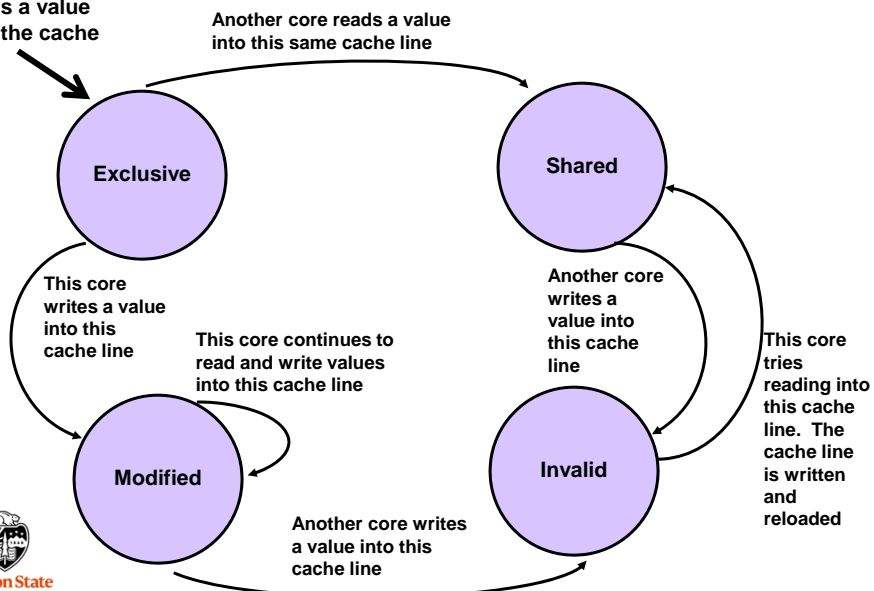 s a value
the cache
Another core reads a value
into this same cache line
Exclusive
Shared
This core
writes a value
into this
cache line
This core continues to
read and write values
into this cache line
Another core
writes a
value into
this cache
line
This core
tries
reading into
this cache
line. The
cache line
is written
and
reloaded
Modified
Invalid
Another core writes
a value into this
cache line
on State